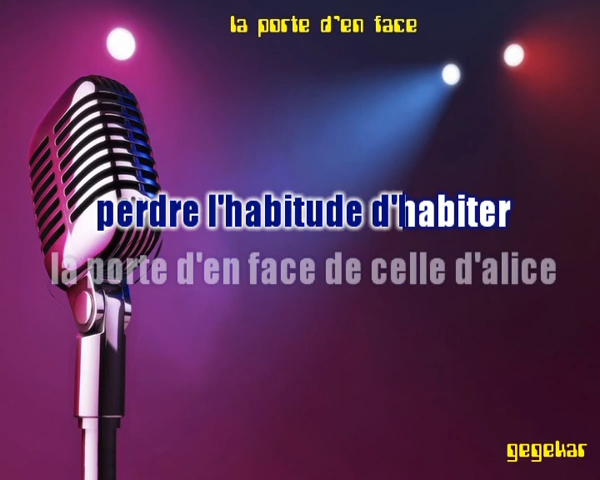 la porte d'en face
perdre l'habitude d'habiter
la porte d'en face de celle d'alice
gegekar